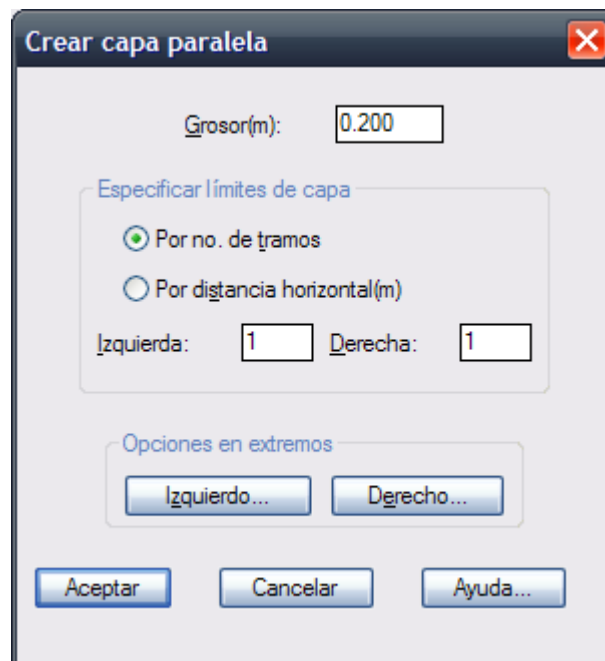 Crear capa paralela
Grosor(m): 0.200
Especificar límites de capa
Por no. de tramos
Por distancia horizontal(m)
Izquierda: 1 Derecha: 1
Opciones en extremos
Izquierdo... Derecho...
Aceptar Cancelar Ayuda...